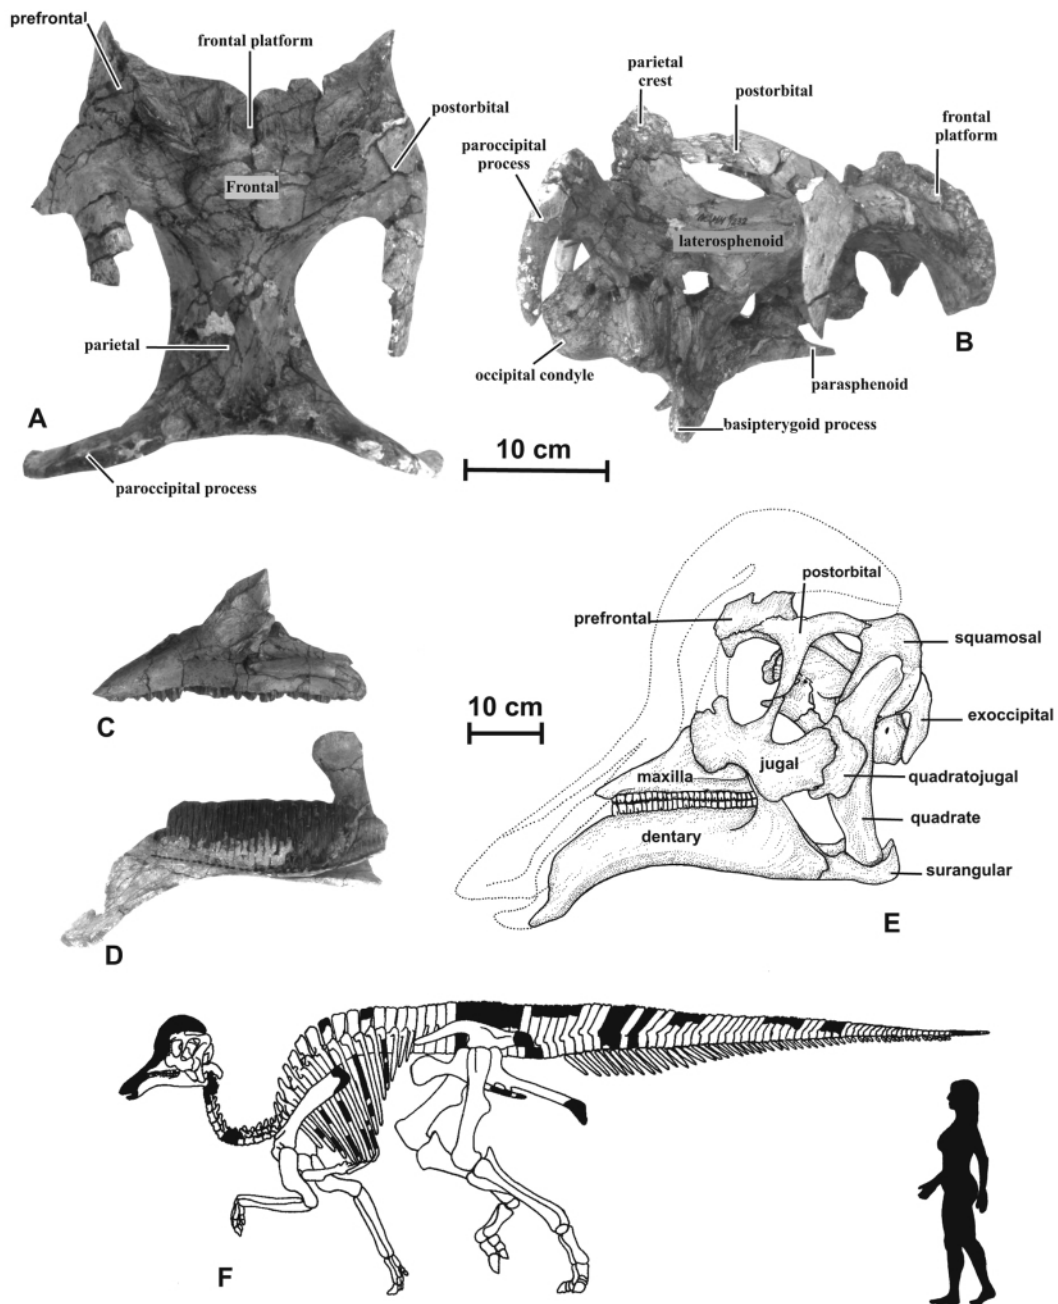 prefrontal
frontal platform
postorbital
Frontal
parietal
A
paroccipital process
parietal
crest
postorbital
frontal
platform
paroccipital
process
laterosphenoid
B
occipital condyle
parasphenoid
basipterygoid process
10 cm
C
D
10 cm
postorbital
prefrontal
squamosal
exoccipital
jugal
maxilla
quadratojugal
dentary
quadrate
surangular
E
F